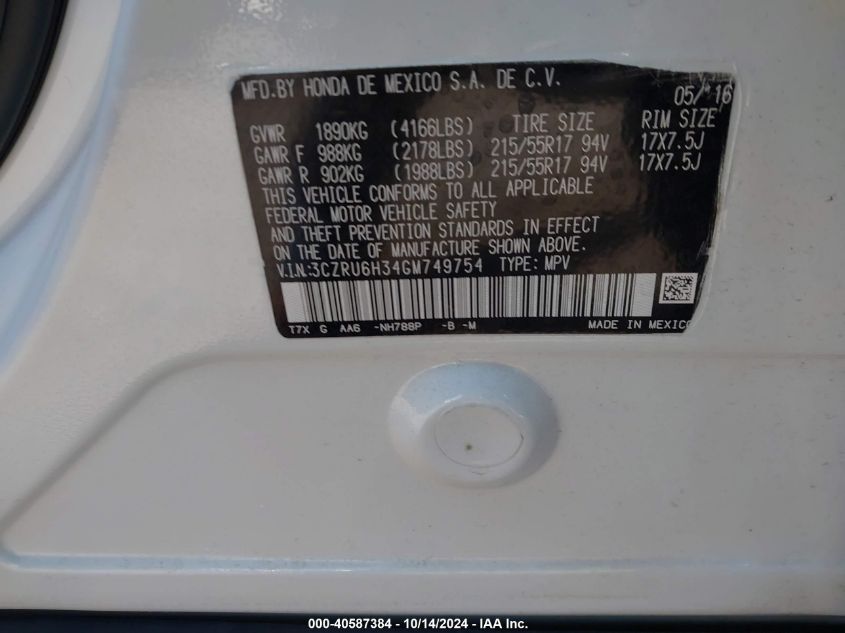 MFD.BY HONDA DE MEXICO S.A. DE C.V.
05/'16
GVWR 1890KG (4166LBS) TIRE SIZE RIM SIZE
GAWR F 988KG (2178LBS) 215/55R17 94V 17X7.5J
GAWR R 902KG (1988LBS) 215/55R17 94V 17X7.5J
THIS VEHICLE CONFORMS TO ALL APPLICABLE
FEDERAL MOTOR VEHICLE SAFETY
AND THEFT PREVENTION STANDARDS IN EFFECT
ON THE DATE OF MANUFACTURE SHOWN ABOVE.
V.I.N:3CZRU6H34GM749754 TYPE: MPV
T7X G AA6 -NH788P -B -M MADE IN MEXICO
000-40587384 - 10/14/2024 - IAA Inc.